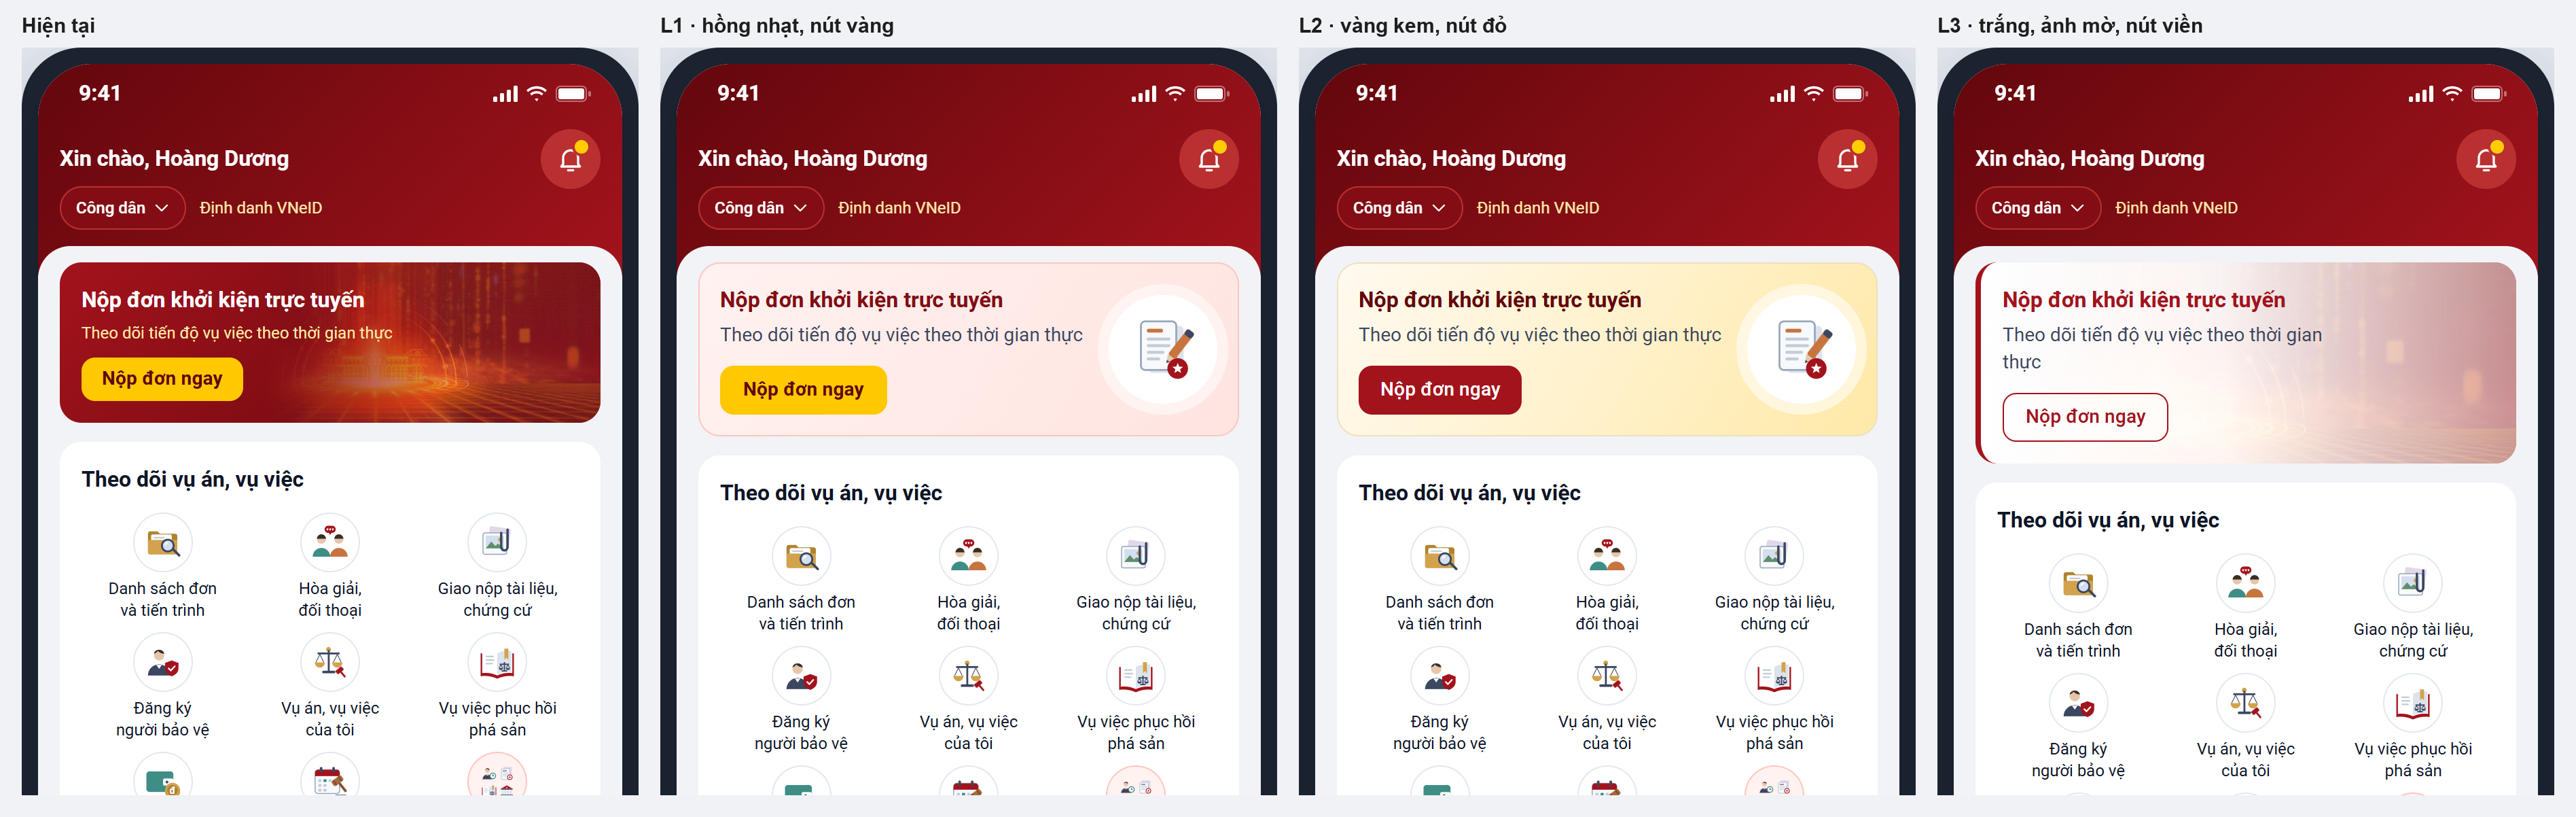 Hiện tại
9:41
Xin chào, Hoàng Dương
Công dân
Định danh VNeID
Nộp đơn khởi kiện trực tuyến
Theo dõi tiến độ vụ việc theo thời gian thực
Nộp đơn ngay
Theo dõi vụ án, vụ việc
Danh sách đơn
và tiến trình
Hòa giải,
đối thoại
Giao nộp tài liệu,
chứng cứ
Đăng ký
người bảo vệ
Vụ án, vụ việc
của tôi
Vụ việc phục hồi
phá sản
L1 · hồng nhạt, nút vàng
9:41
Xin chào, Hoàng Dương
Công dân
Định danh VNeID
Nộp đơn khởi kiện trực tuyến
Theo dõi tiến độ vụ việc theo thời gian thực
Nộp đơn ngay
Theo dõi vụ án, vụ việc
Danh sách đơn
và tiến trình
Hòa giải,
đối thoại
Giao nộp tài liệu,
chứng cứ
Đăng ký
người bảo vệ
Vụ án, vụ việc
của tôi
Vụ việc phục hồi
phá sản
L2 · vàng kem, nút đỏ
9:41
Xin chào, Hoàng Dương
Công dân
Định danh VNeID
Nộp đơn khởi kiện trực tuyến
Theo dõi tiến độ vụ việc theo thời gian thực
Nộp đơn ngay
Theo dõi vụ án, vụ việc
Danh sách đơn
và tiến trình
Hòa giải,
đối thoại
Giao nộp tài liệu,
chứng cứ
Đăng ký
người bảo vệ
Vụ án, vụ việc
của tôi
Vụ việc phục hồi
phá sản
L3 · trắng, ảnh mờ, nút viền
9:41
Xin chào, Hoàng Dương
Công dân
Định danh VNeID
Nộp đơn khởi kiện trực tuyến
Theo dõi tiến độ vụ việc theo thời gian
thực
Nộp đơn ngay
Theo dõi vụ án, vụ việc
Danh sách đơn
và tiến trình
Hòa giải,
đối thoại
Giao nộp tài liệu,
chứng cứ
Đăng ký
người bảo vệ
Vụ án, vụ việc
của tôi
Vụ việc phục hồi
phá sản